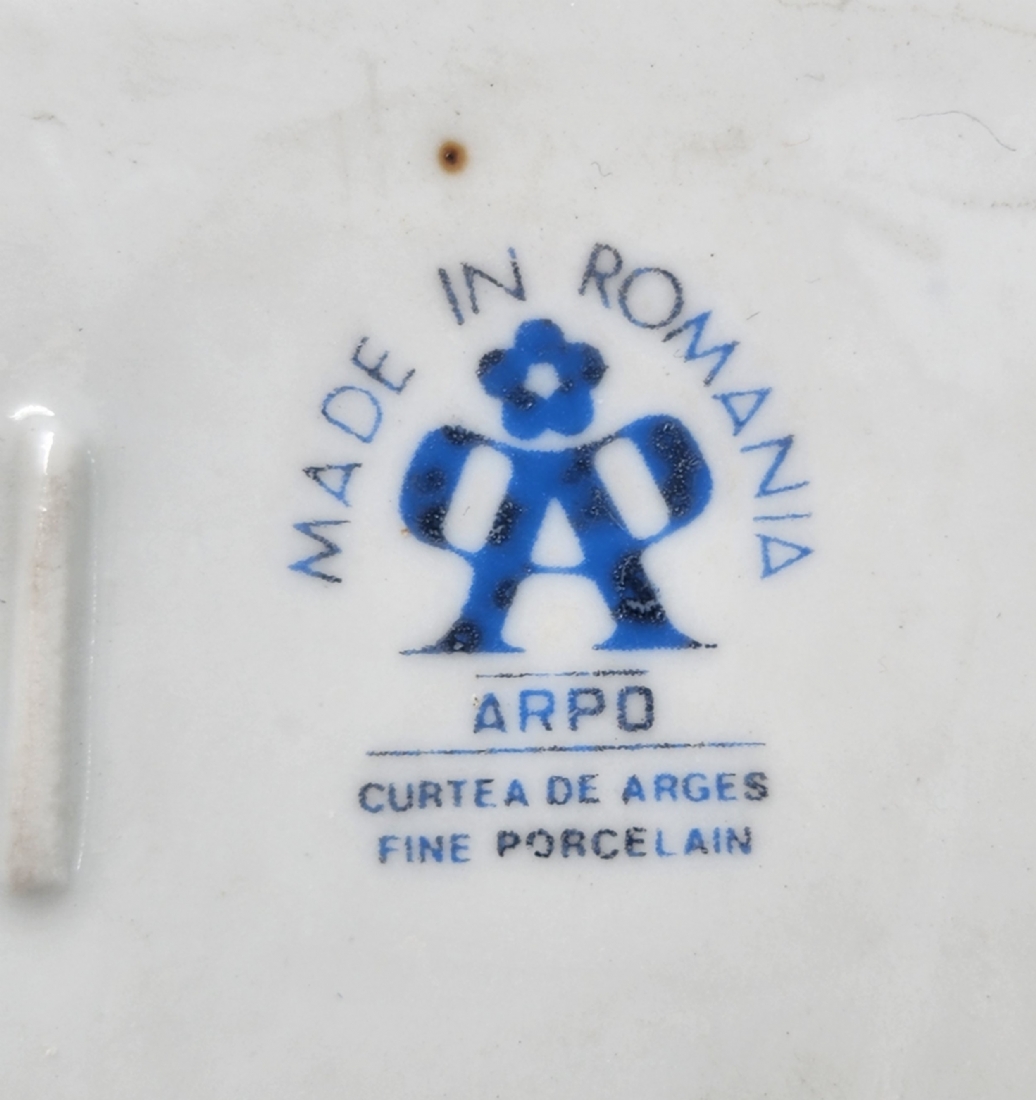 MADE IN ROMANIA
ARPO
CURTEA DE ARGES
FINE PORCELAIN